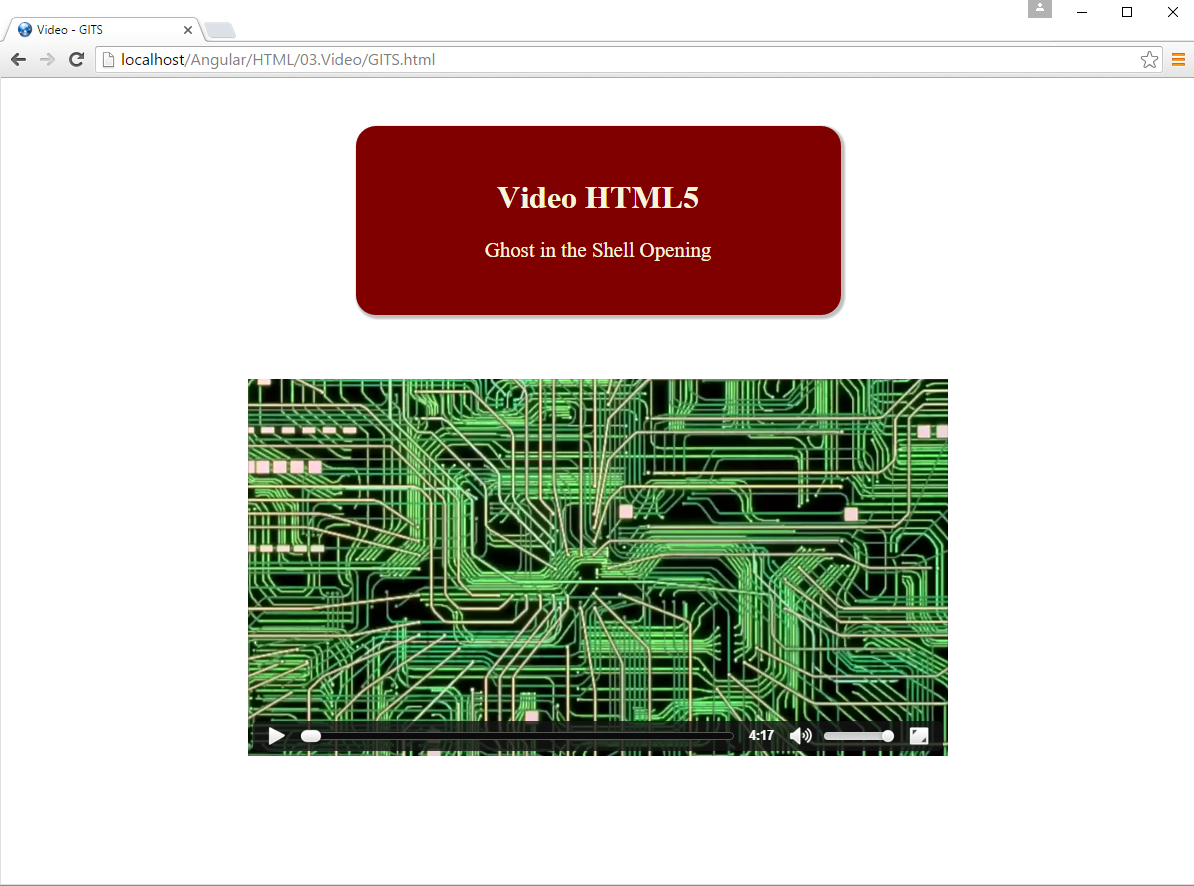 Video - GITS
localhost/Angular/HTML/03.Video/GITS.html
Video HTML5
Ghost in the Shell Opening
4:17